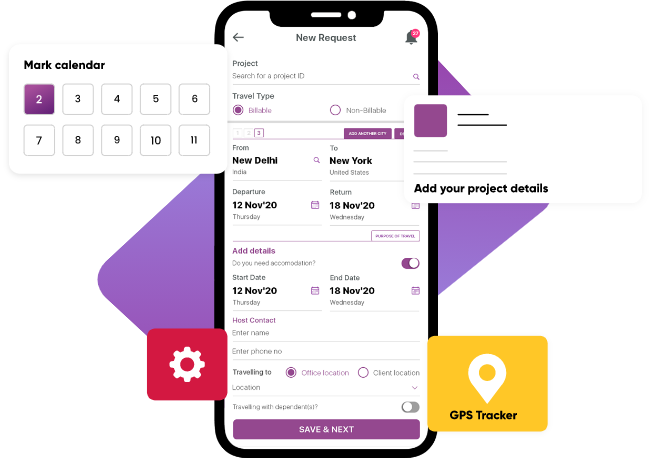 New Request
20
Mark calendar
2 3 4 5 6
7 8 9 10 11
Project
Search for a project ID
Travel Type
Billable Non-Billable
1 2 3 ADD ANOTHER CITY
From To
New Delhi New York
India United States
Departure Return
12 Nov'20 18 Nov'20
Thursday Wednesday
PURPOSE OF TRAVEL
Add your project details
Add details
Do you need accomodation?
Start Date End Date
12 Nov'20 18 Nov'20
Thursday Wednesday
Host Contact
Enter name
Enter phone no
Travelling to Office location Client location
Location
Travelling with dependent(s)?
SAVE & NEXT
GPS Tracker